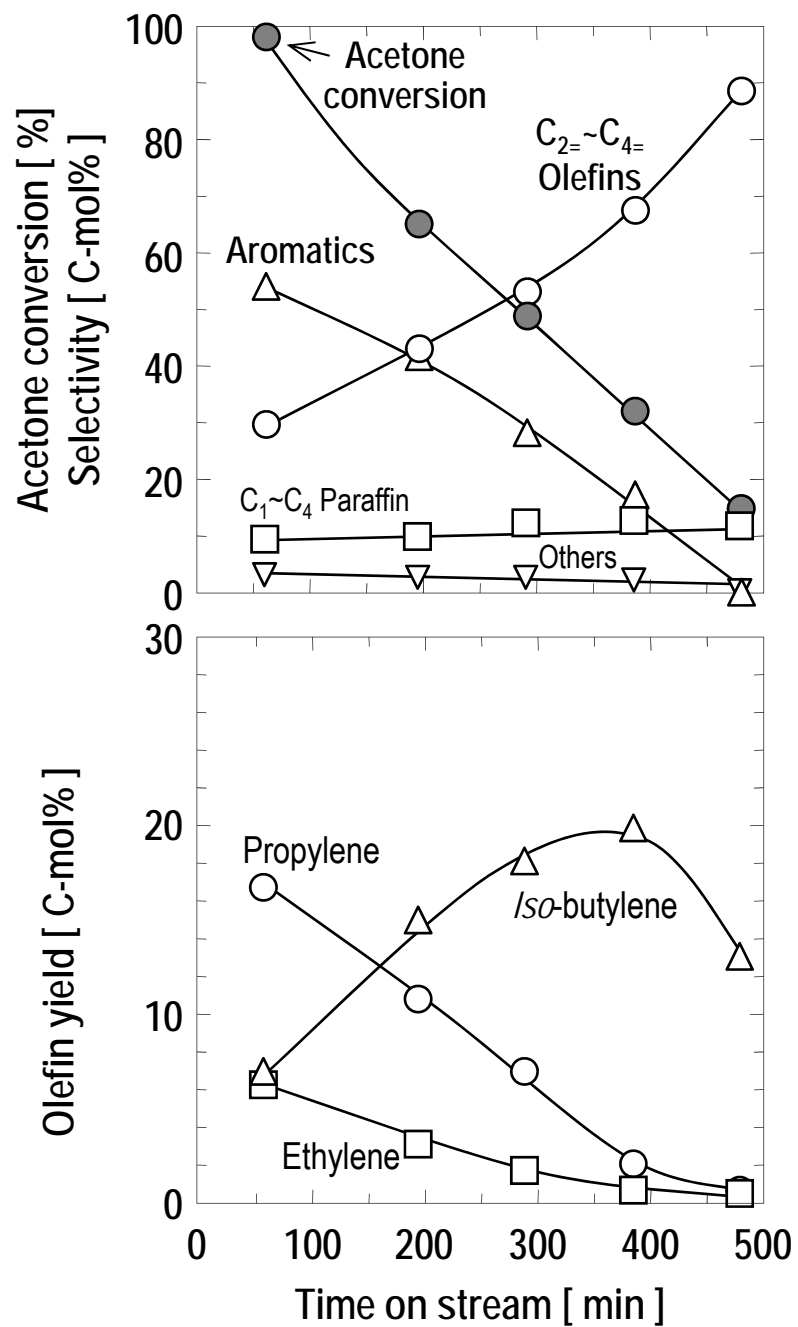 Acetone conversion [ %]
Selectivity [ C-mol%]
100
80
60
40
20
0
Acetone
conversion
C2=~C4=
Olefins
Aromatics
C1~C4 Paraffin
Others
Olefin yield [ C-mol% ]
30
20
10
0
Propylene
Iso-butylene
Ethylene
0 100 200 300 400 500
Time on stream [ min ]